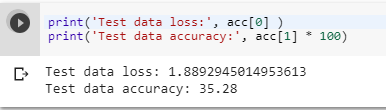 print('Test data loss:', acc[0] )
print('Test data accuracy:', acc[1] * 100)
Test data loss: 1.8892945014953613
Test data accuracy: 35.28